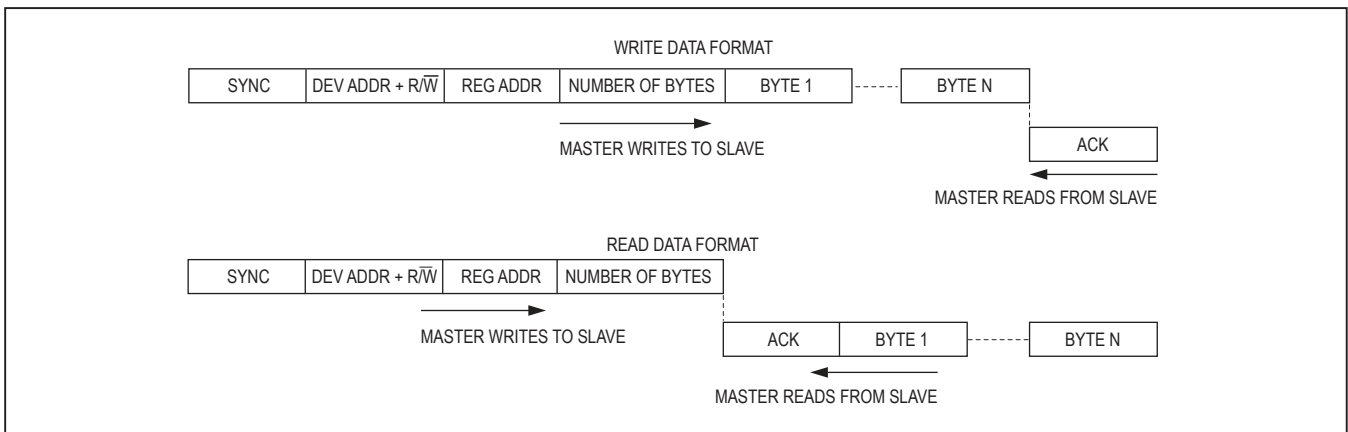 WRITE DATA FORMAT
SYNC DEV ADDR + R/W̅ REG ADDR NUMBER OF BYTES BYTE 1 BYTE N
MASTER WRITES TO SLAVE
ACK
MASTER READS FROM SLAVE
READ DATA FORMAT
SYNC DEV ADDR + R/W̅ REG ADDR NUMBER OF BYTES
MASTER WRITES TO SLAVE
ACK BYTE 1 BYTE N
MASTER READS FROM SLAVE